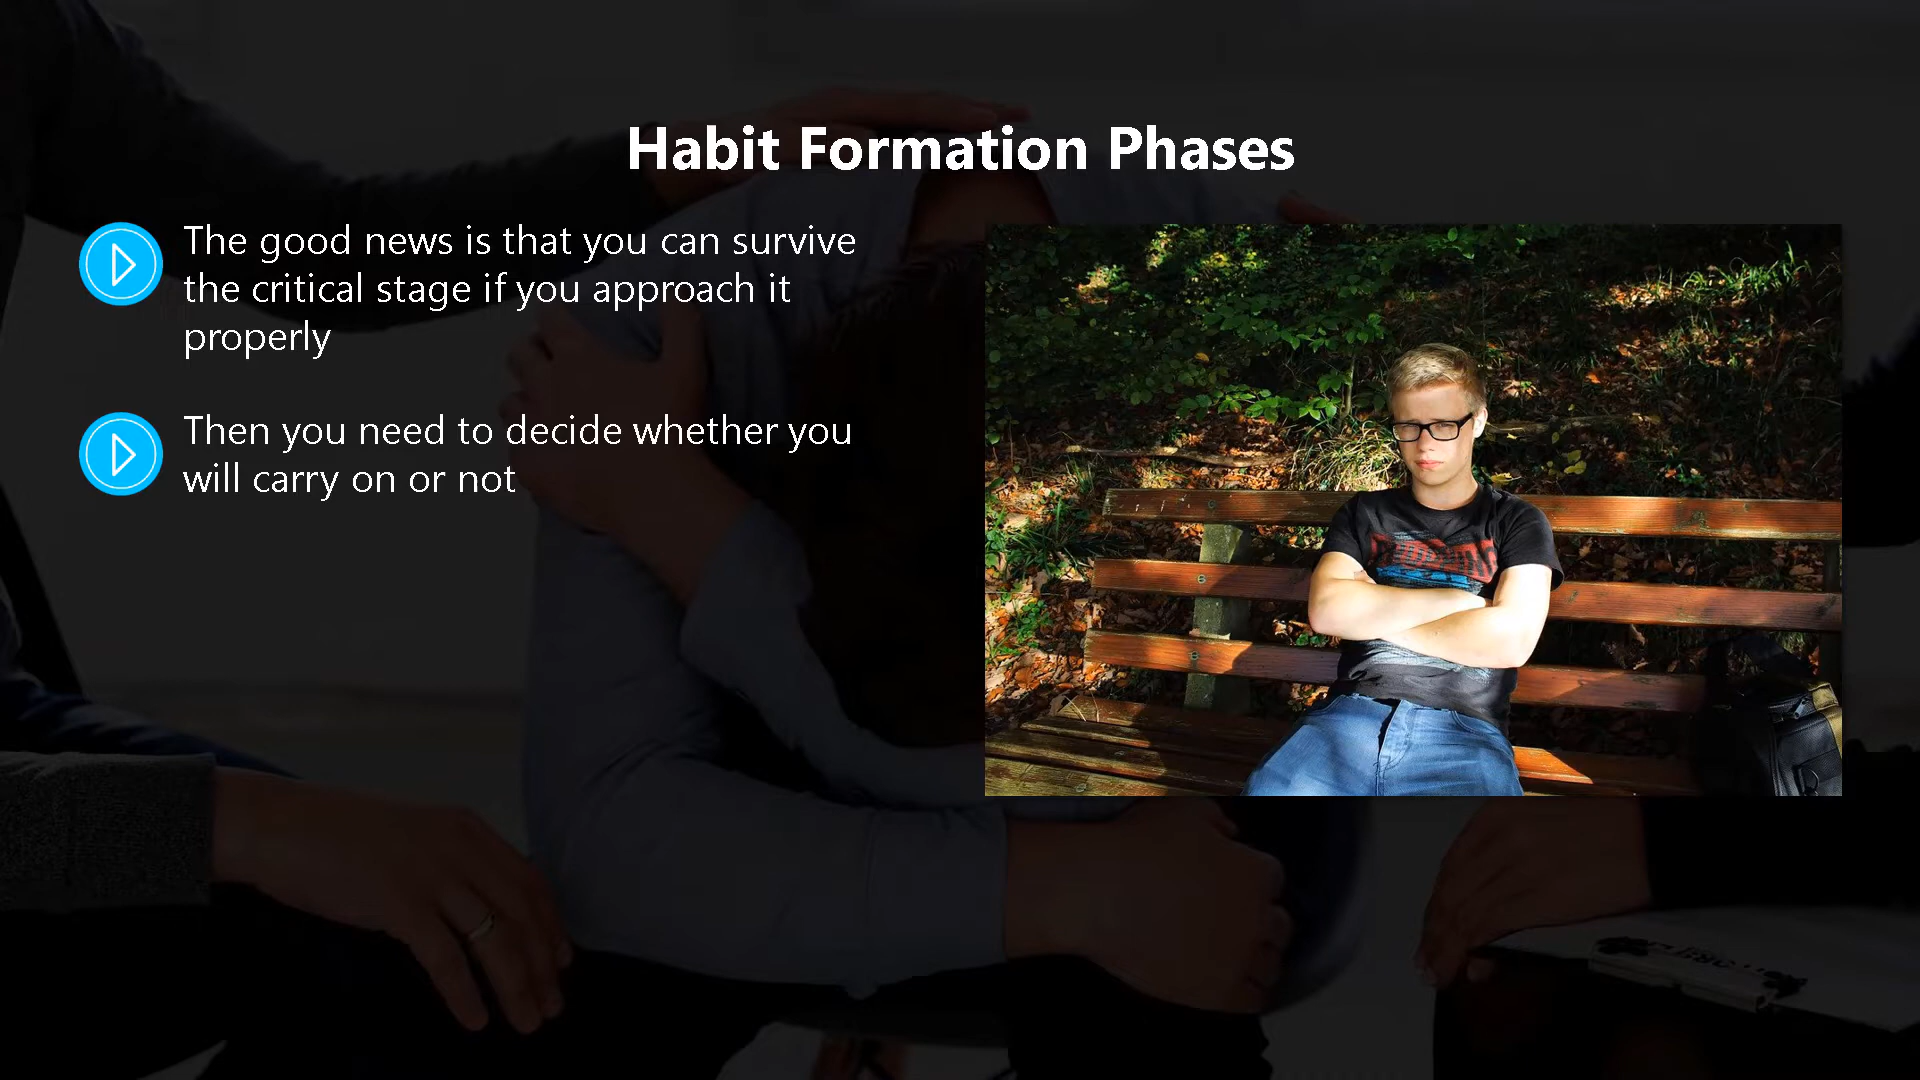 Habit Formation Phases
The good news is that you can survive
the critical stage if you approach it
properly
Then you need to decide whether you
will carry on or not